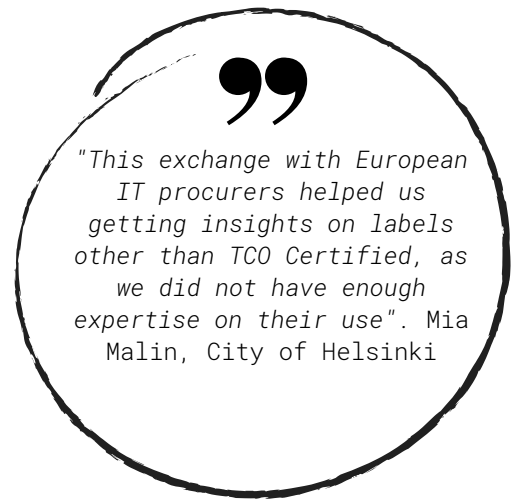 "This exchange with European
IT procurers helped us
getting insights on labels
other than TCO Certified, as
we did not have enough
expertise on their use". Mia
Malin, City of Helsinki